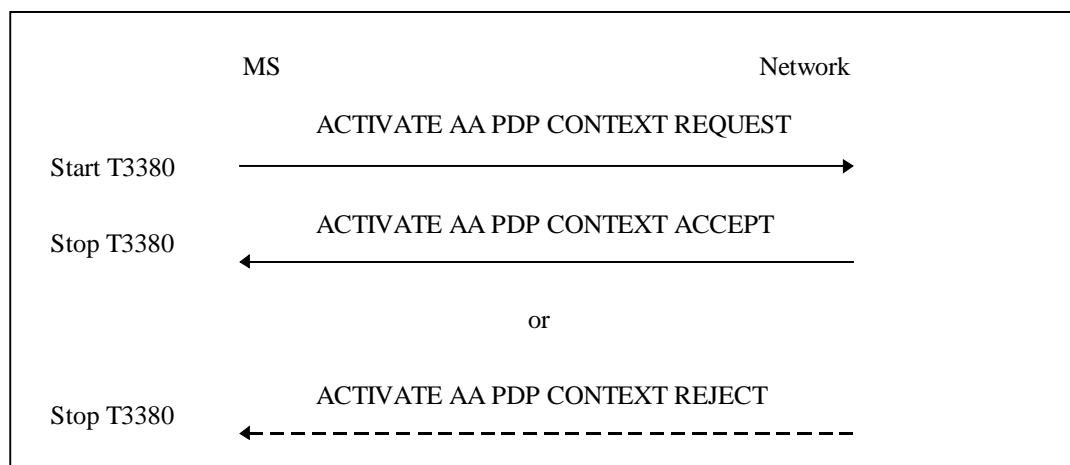 MS Network
ACTIVATE AA PDP CONTEXT REQUEST
Start T3380
ACTIVATE AA PDP CONTEXT ACCEPT
Stop T3380
or
ACTIVATE AA PDP CONTEXT REJECT
Stop T3380